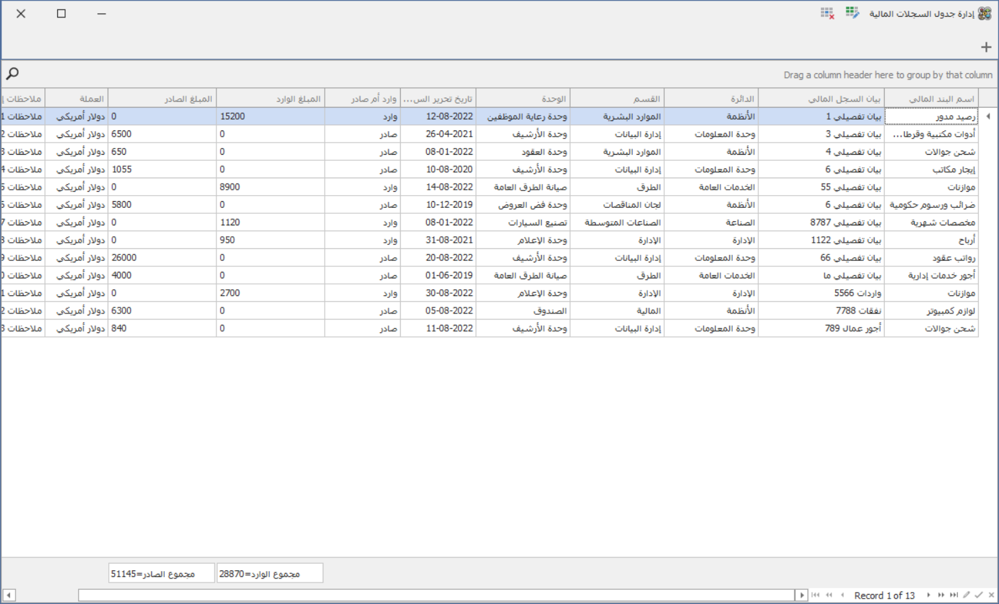 إدارة جدول السجلات المالية
Drag a column header here to group by that column
اسم البند المالي بيان السجل المالي الدائرة القسم الوحدة تاريخ تحرير الس... وارد أم صادر المبلغ الوارد المبلغ الصادر العملة ملاحظات
رصيد مدور بيان تفصيلي 1 الأنظمة الموارد البشرية وحدة رعاية الموظفين 12-08-2022 وارد 15200 0 دولار أمريكي ملاحظات 1
أدوات مكتبية وقرطا... بيان تفصيلي 3 وحدة المعلومات إدارة البيانات وحدة الأرشيف 26-04-2021 صادر 0 6500 دولار أمريكي ملاحظات 2
شحن جوالات بيان تفصيلي 4 الأنظمة الموارد البشرية وحدة العقود 08-01-2022 صادر 0 650 دولار أمريكي ملاحظات 3
إيجار مكاتب بيان تفصيلي 6 وحدة المعلومات إدارة البيانات وحدة الأرشيف 10-08-2020 صادر 0 1055 دولار أمريكي ملاحظات 4
موازنات بيان تفصيلي 55 الخدمات العامة الطرق صيانة الطرق العامة 14-08-2022 وارد 8900 0 دولار أمريكي ملاحظات 5
ضرائب ورسوم حكومية بيان تفصيلي 6 الأنظمة لجان المناقصات وحدة فض العروض 10-12-2019 صادر 0 5800 دولار أمريكي ملاحظات
مخصصات شهرية بيان تفصيلي 8787 الصناعة الصناعات المتوسطة تصنيع السيارات 08-01-2022 وارد 1120 0 دولار أمريكي ملاحظات 7
أرباح بيان تفصيلي 1122 الإدارة الإدارة وحدة الإعلام 31-08-2021 وارد 950 0 دولار أمريكي ملاحظات
رواتب عقود بيان تفصيلي 66 وحدة المعلومات إدارة البيانات وحدة الأرشيف 20-08-2022 صادر 0 26000 دولار أمريكي ملاحظات 9
أجور خدمات إدارية بيان تفصيلي ما الخدمات العامة الطرق صيانة الطرق العامة 01-06-2019 صادر 0 4000 دولار أمريكي ملاحظات
موازنات واردات 5566 الإدارة الإدارة وحدة الإعلام 30-08-2022 وارد 2700 0 دولار أمريكي ملاحظات
لوازم كمبيوتر نفقات 7788 الأنظمة المالية الصندوق 05-08-2022 صادر 0 6300 دولار أمريكي ملاحظات
شحن جوالات أجور عمال 789 وحدة المعلومات إدارة البيانات وحدة الأرشيف 11-08-2022 صادر 0 840 دولار أمريكي ملاحظات
مجموع الوارد=28870 مجموع الصادر=51145
Record 1 of 13